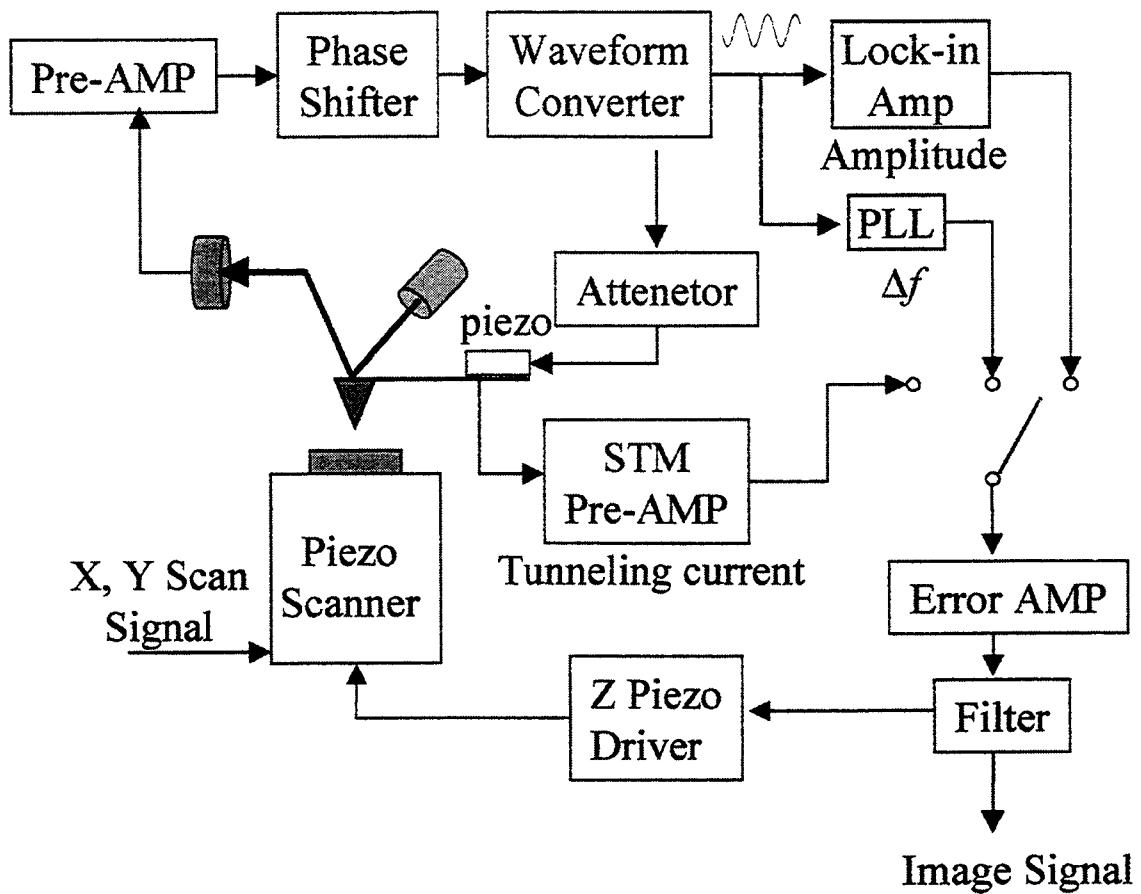 Pre-AMP
Phase
Shifter
Waveform
Converter
Lock-in
Amp
Amplitude
PLL
Δf
Attenetor
piezo
STM
Pre-AMP
Tunneling current
Piezo
Scanner
X, Y Scan
Signal
Error AMP
Z Piezo
Driver
Filter
Image Signal